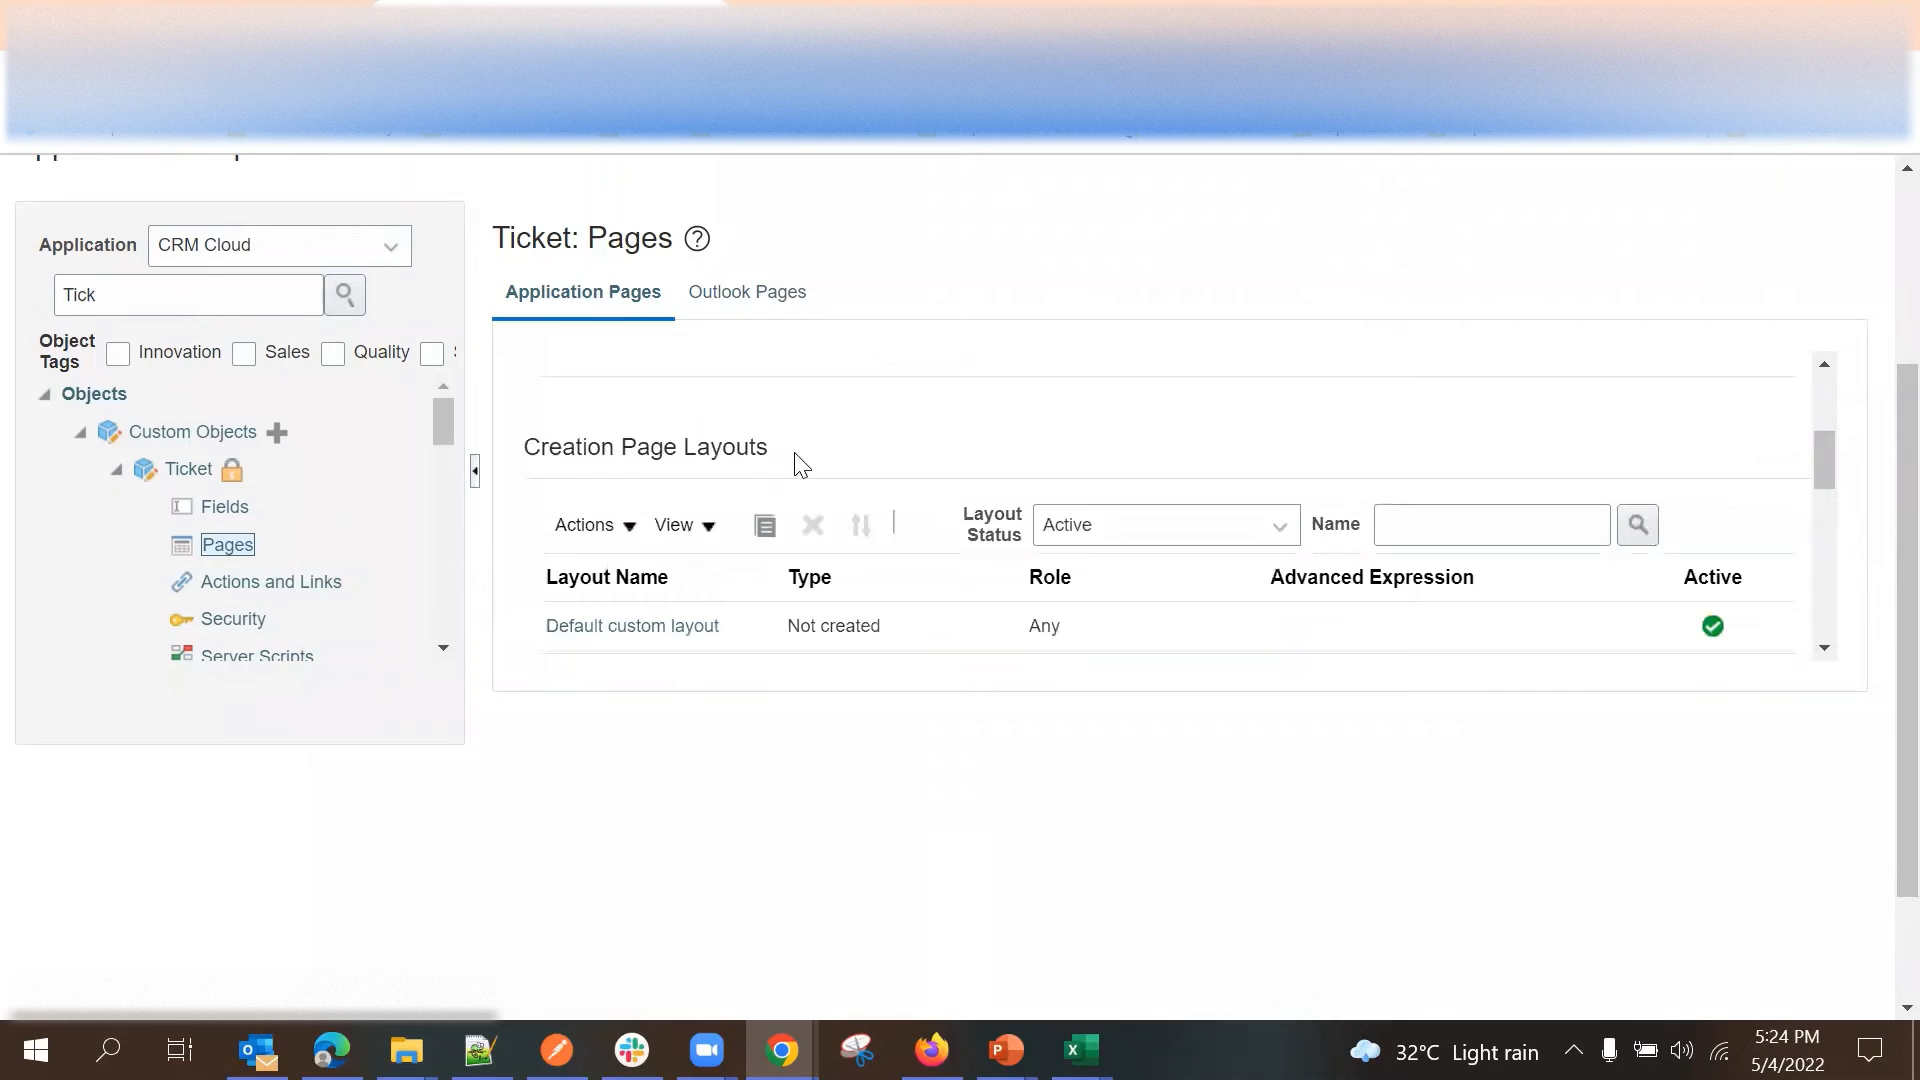 Application
CRM Cloud
Tick
Object Tags
Innovation
Sales
Quality
Objects
Custom Objects
Ticket
Fields
Pages
Actions and Links
Security
Server Scripts
Ticket: Pages
Application Pages
Outlook Pages
Creation Page Layouts
Actions
View
Layout Status
Active
Name
Layout Name
Type
Role
Advanced Expression
Active
Default custom layout
Not created
Any
32°C Light rain
5:24 PM
5/4/2022